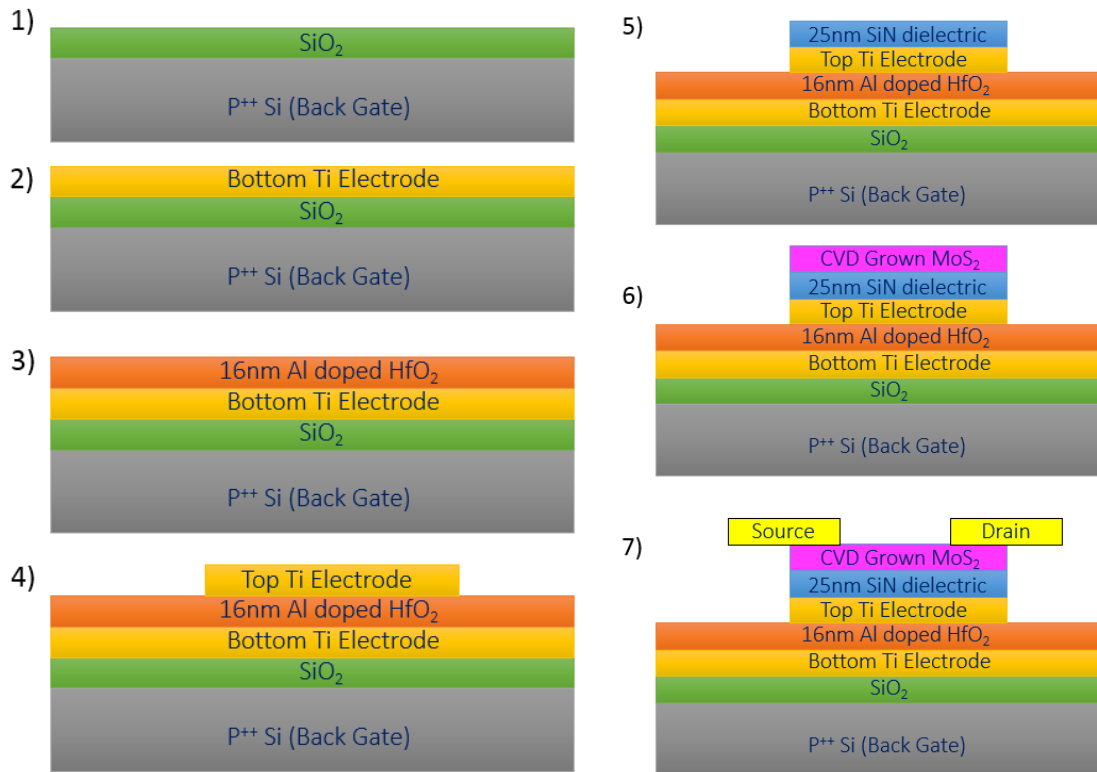 1)
SiO₂
P⁺⁺ Si (Back Gate)
2)
Bottom Ti Electrode
SiO₂
P⁺⁺ Si (Back Gate)
3)
16nm Al doped HfO₂
Bottom Ti Electrode
SiO₂
P⁺⁺ Si (Back Gate)
4)
Top Ti Electrode
16nm Al doped HfO₂
Bottom Ti Electrode
SiO₂
P⁺⁺ Si (Back Gate)
5)
25nm SiN dielectric
Top Ti Electrode
16nm Al doped HfO₂
Bottom Ti Electrode
SiO₂
P⁺⁺ Si (Back Gate)
6)
CVD Grown MoS₂
25nm SiN dielectric
Top Ti Electrode
16nm Al doped HfO₂
Bottom Ti Electrode
SiO₂
P⁺⁺ Si (Back Gate)
7)
Source Drain
CVD Grown MoS₂
25nm SiN dielectric
Top Ti Electrode
16nm Al doped HfO₂
Bottom Ti Electrode
SiO₂
P⁺⁺ Si (Back Gate)